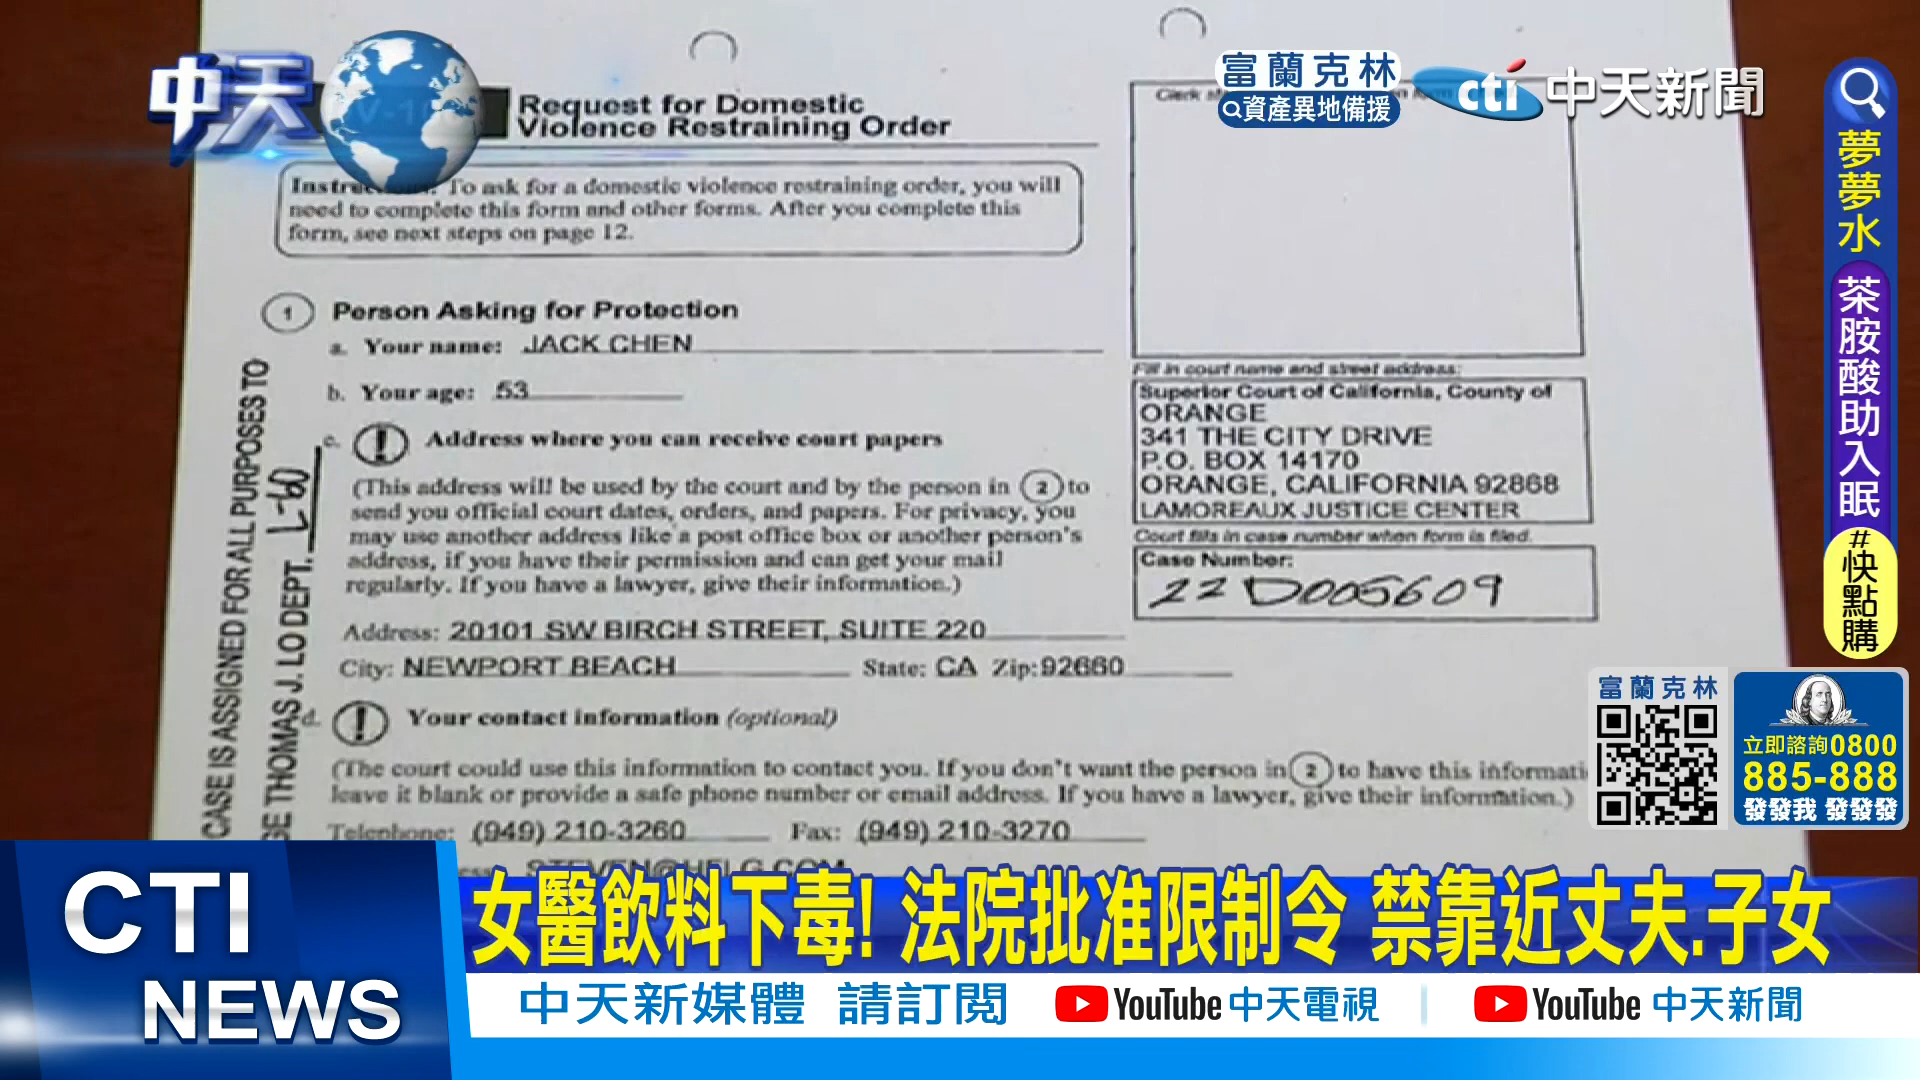 中天
富蘭克林
資產異地備援
cti 中天新聞
Request for Domestic
Violence Restraining Order
To ask for a domestic violence restraining order, you will
need to complete this form and other forms. After you complete this
form, see next steps on page 12.
1 Person Asking for Protection
a. Your name: JACK CHEN
b. Your age: 53
c. Address where you can receive court papers
(This address will be used by the court and by the person in 2 to
send you official court dates, orders, and papers. For privacy, you
may use another address like a post office box or another person's
address, if you have their permission and can get your mail
regularly. If you have a lawyer, give their information.)
Address: 20101 SW BIRCH STREET, SUITE 220
City: NEWPORT BEACH State: CA Zip: 92660
d. Your contact information (optional)
(The court could use this information to contact you. If you don't want the person in 2 to have this
leave it blank or provide a safe phone number or email address. If you have a lawyer, give their information.)
Telephone: (949) 210-3260 Fax: (949) 210-3270
Fill in court name and street address:
Superior Court of California, County of
ORANGE
341 THE CITY DRIVE
P.O. BOX 14170
ORANGE, CALIFORNIA 92868
LAMOREAUX JUSTICE CENTER
Court fills in case number when form is filed.
Case Number:
22D005609
CASE IS ASSIGNED FOR ALL PURPOSES TO
THOMAS J. LO DEPT. L-60
夢夢水
茶胺酸助入眠
#快點購
富蘭克林
立即諮詢0800
885-888
發發我 發發發
CTI
NEWS
女醫飲料下毒! 法院批准限制令 禁靠近丈夫.子女
中天新媒體 請訂閱 YouTube 中天電視 | YouTube 中天新聞